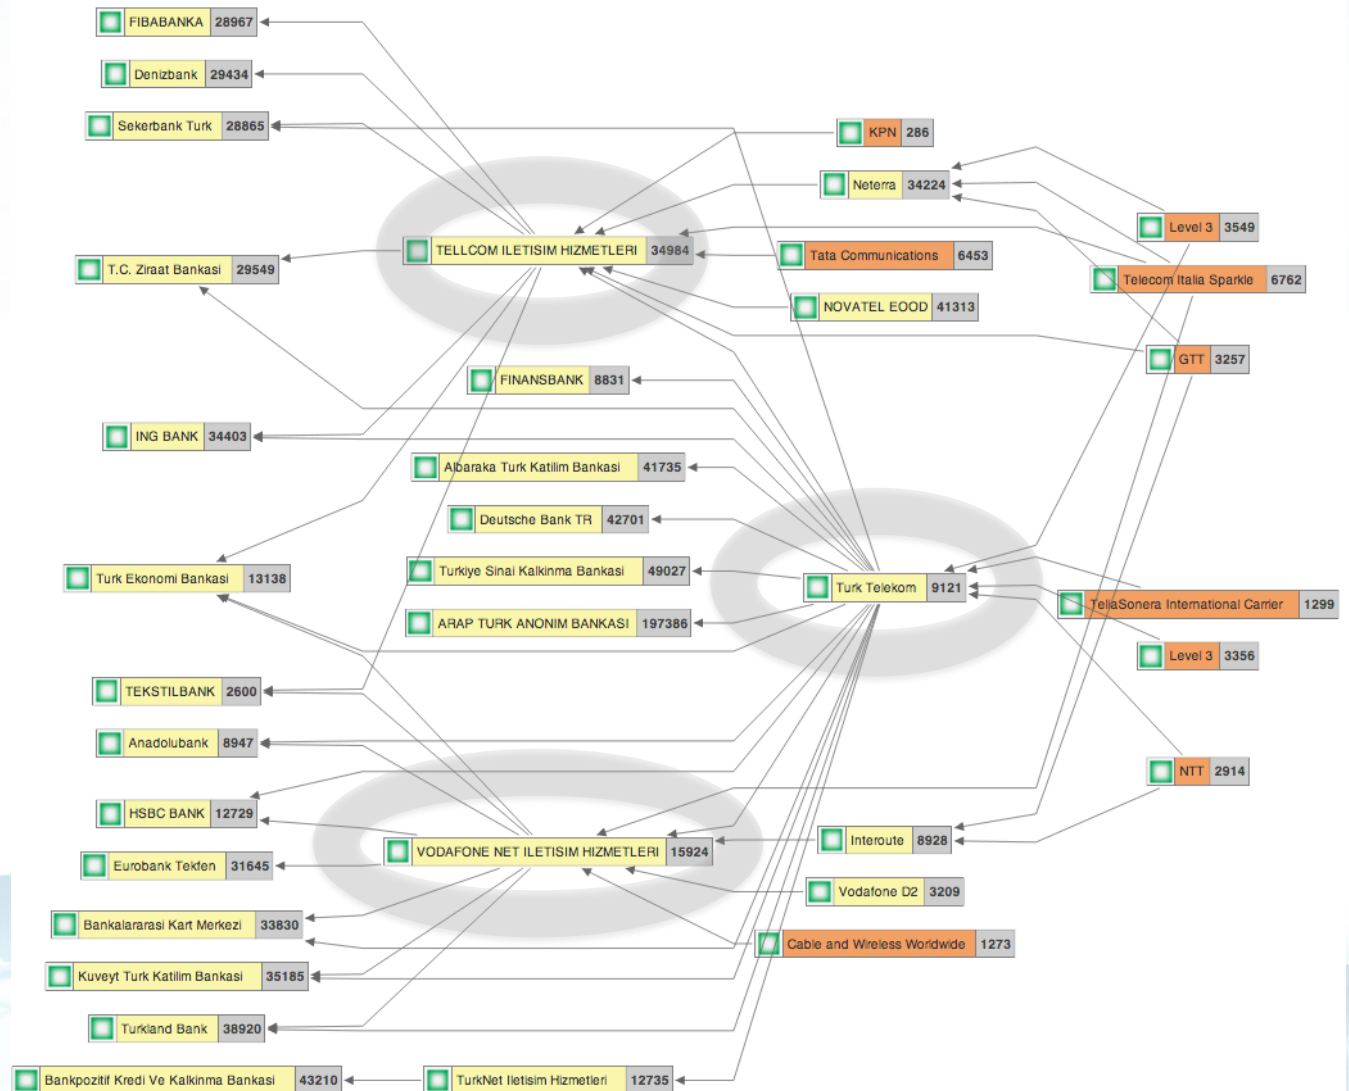 FIBABANKA 28967
Denizbank 29434
Sekerbank Turk 28865
KPN 286
Neterra 34224
Level 3 3549
TELLCOM ILETISIM HIZMETLERI 34984
Tata Communications 6453
T.C. Ziraat Bankasi 29549
Telecom Italia Sparkle 6762
NOVATEL EOOD 41313
GTT 3257
FINANSBANK 8831
ING BANK 34403
Albaraka Turk Katilim Bankasi 41735
Deutsche Bank TR 42701
Turkiye Sinai Kalkinma Bankasi 49027
Turk Ekonomi Bankasi 13138
Turk Telekom 9121
TeliaSonera International Carrier 1299
ARAP TURK ANONIM BANKASI 197386
Level 3 3356
TEKSTILBANK 2600
Anadolubank 8947
NTT 2914
HSBC BANK 12729
Interoute 8928
VODAFONE NET ILETISIM HIZMETLERI 15924
Eurobank Tekfen 31645
Vodafone D2 3209
Bankalararasi Kart Merkezi 33830
Cable and Wireless Worldwide 1273
Kuveyt Turk Katilim Bankasi 35185
Turkland Bank 38920
Bankpozitif Kredi Ve Kalkinma Bankasi 43210
TurkNet Iletisim Hizmetleri 12735